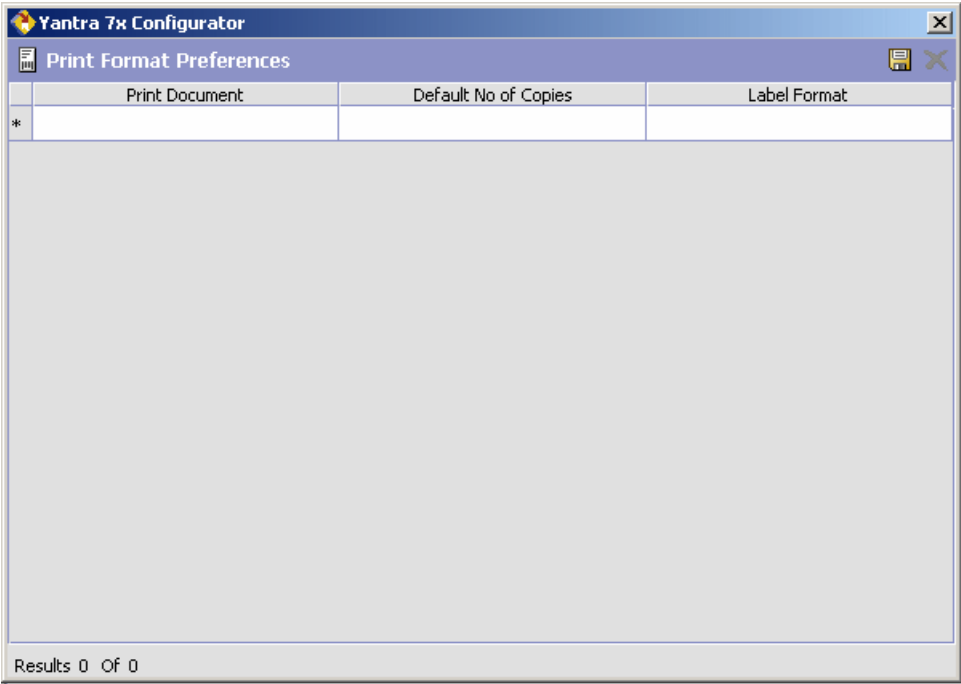 Yantra 7x Configurator
Print Format Preferences
Print Document Default No of Copies Label Format
*
Results 0 Of 0